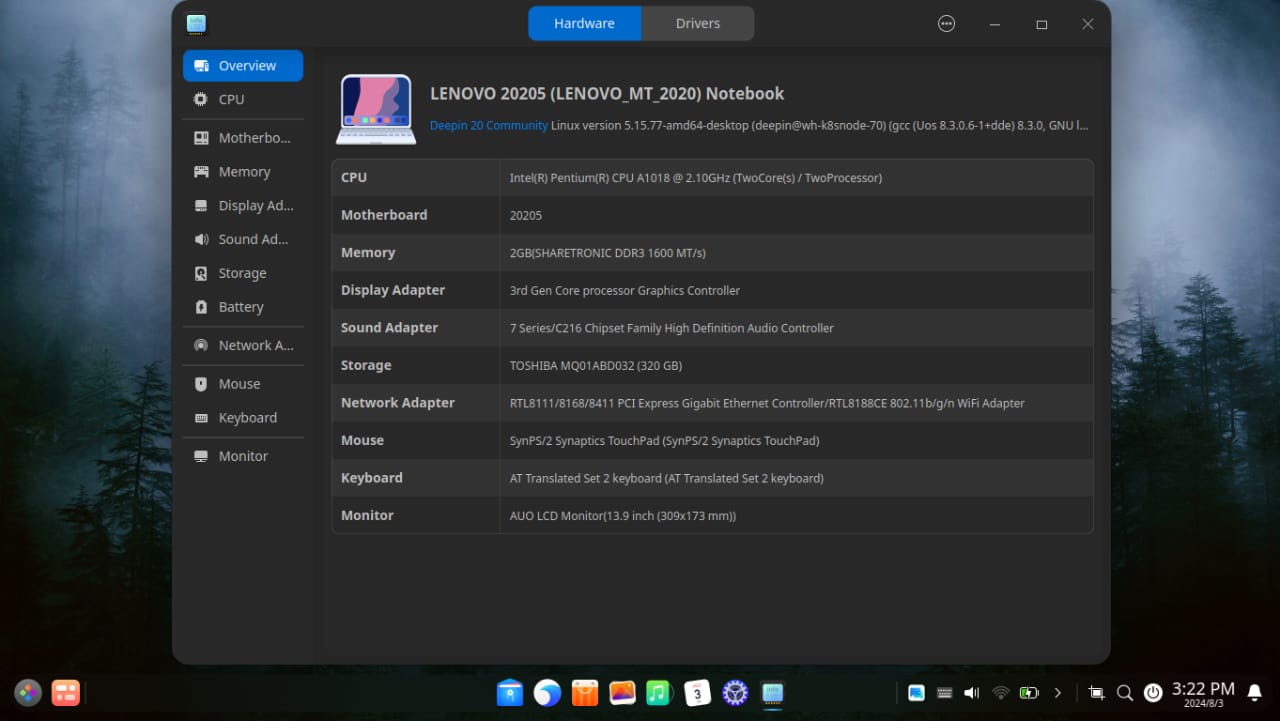 Hardware
Drivers
Overview
CPU
Motherbo...
Memory
Display Ad...
Sound Ad...
Storage
Battery
Network A...
Mouse
Keyboard
Monitor
LENOVO 20205 (LENOVO_MT_2020) Notebook
Deepin 20 Community Linux version 5.15.77-amd64-desktop (deepin@wh-k8snode-70) (gcc (Uos 8.3.0.6-1+dde) 8.3.0, GNU l...
CPU Intel(R) Pentium(R) CPU A1018 @ 2.10GHz (TwoCore(s) / TwoProcessor)
Motherboard 20205
Memory 2GB(SHARETRONIC DDR3 1600 MT/s)
Display Adapter 3rd Gen Core processor Graphics Controller
Sound Adapter 7 Series/C216 Chipset Family High Definition Audio Controller
Storage TOSHIBA MQ01ABD032 (320 GB)
Network Adapter RTL8111/8168/8411 PCI Express Gigabit Ethernet Controller/RTL8188CE 802.11b/g/n WiFi Adapter
Mouse SynPS/2 Synaptics TouchPad (SynPS/2 Synaptics TouchPad)
Keyboard AT Translated Set 2 keyboard (AT Translated Set 2 keyboard)
Monitor AUO LCD Monitor(13.9 inch (309x173 mm))
3
3:22 PM
2024/8/3